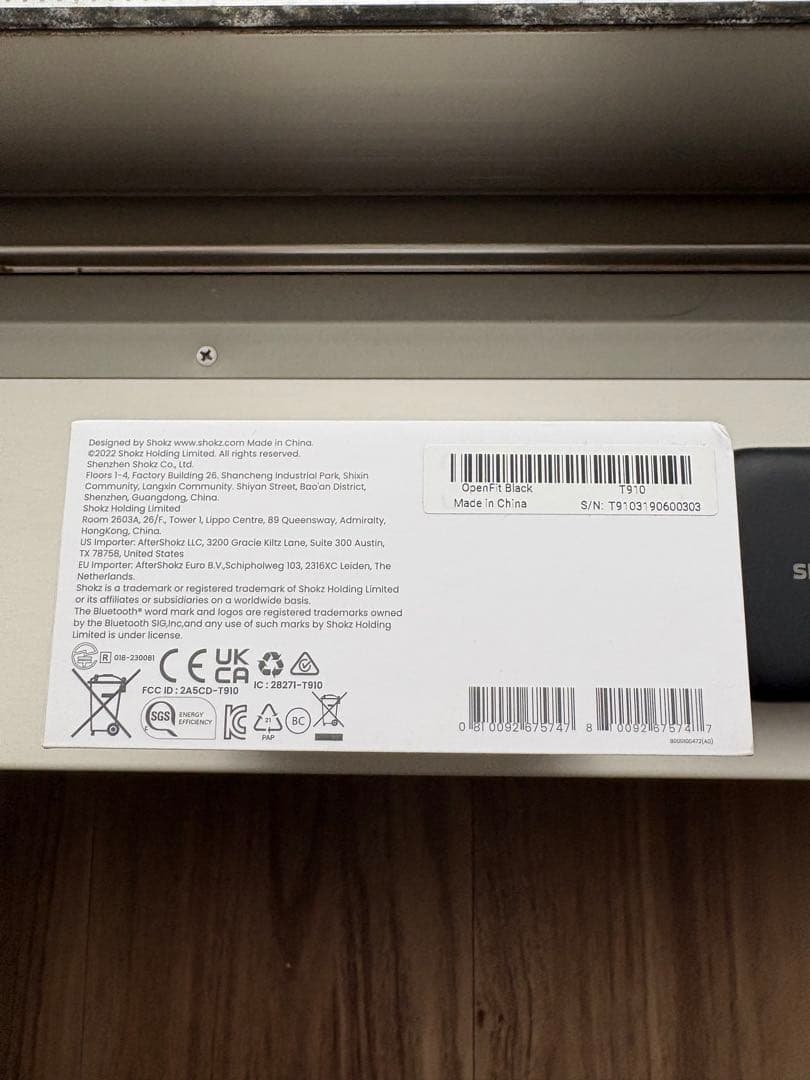 Designed by Shokz www.shokz.com Made in China.
©2022 Shokz Holding Limited. All rights reserved.
Shenzhen Shokz Co., Ltd.
Floors 1-4, Factory Building 26, Shancheng Industrial Park, Shixin
Community, Langxin Community. Shiyan Street, Bao'an District,
Shenzhen, Guangdong, China.
Shokz Holding Limited
Room 2603A, 26/F., Tower 1, Lippo Centre, 89 Queensway, Admiralty,
HongKong, China.
US Importer: AfterShokz LLC, 3200 Gracie Kiltz Lane, Suite 300 Austin,
TX 78758, United States
EU Importer: AfterShokz Euro B.V.,Schipholweg 103, 2316XC Leiden, The
Netherlands.
Shokz is a trademark or registered trademark of Shokz Holding Limited
or its affiliates or subsidiaries on a worldwide basis.
The Bluetooth® word mark and logos are registered trademarks owned
by the Bluetooth SIG,Inc,and any use of such marks by Shokz Holding
Limited is under license.
R 018-230081 CE UK CA
FCC ID : 2A5CD-T910 IC : 28271-T910
SGS ENERGY EFFICIENCY
21
PAP
BC
OpenFit Black T910
Made in China S/N: T9103190600303
0 810092 675747 8 10092 67574 7